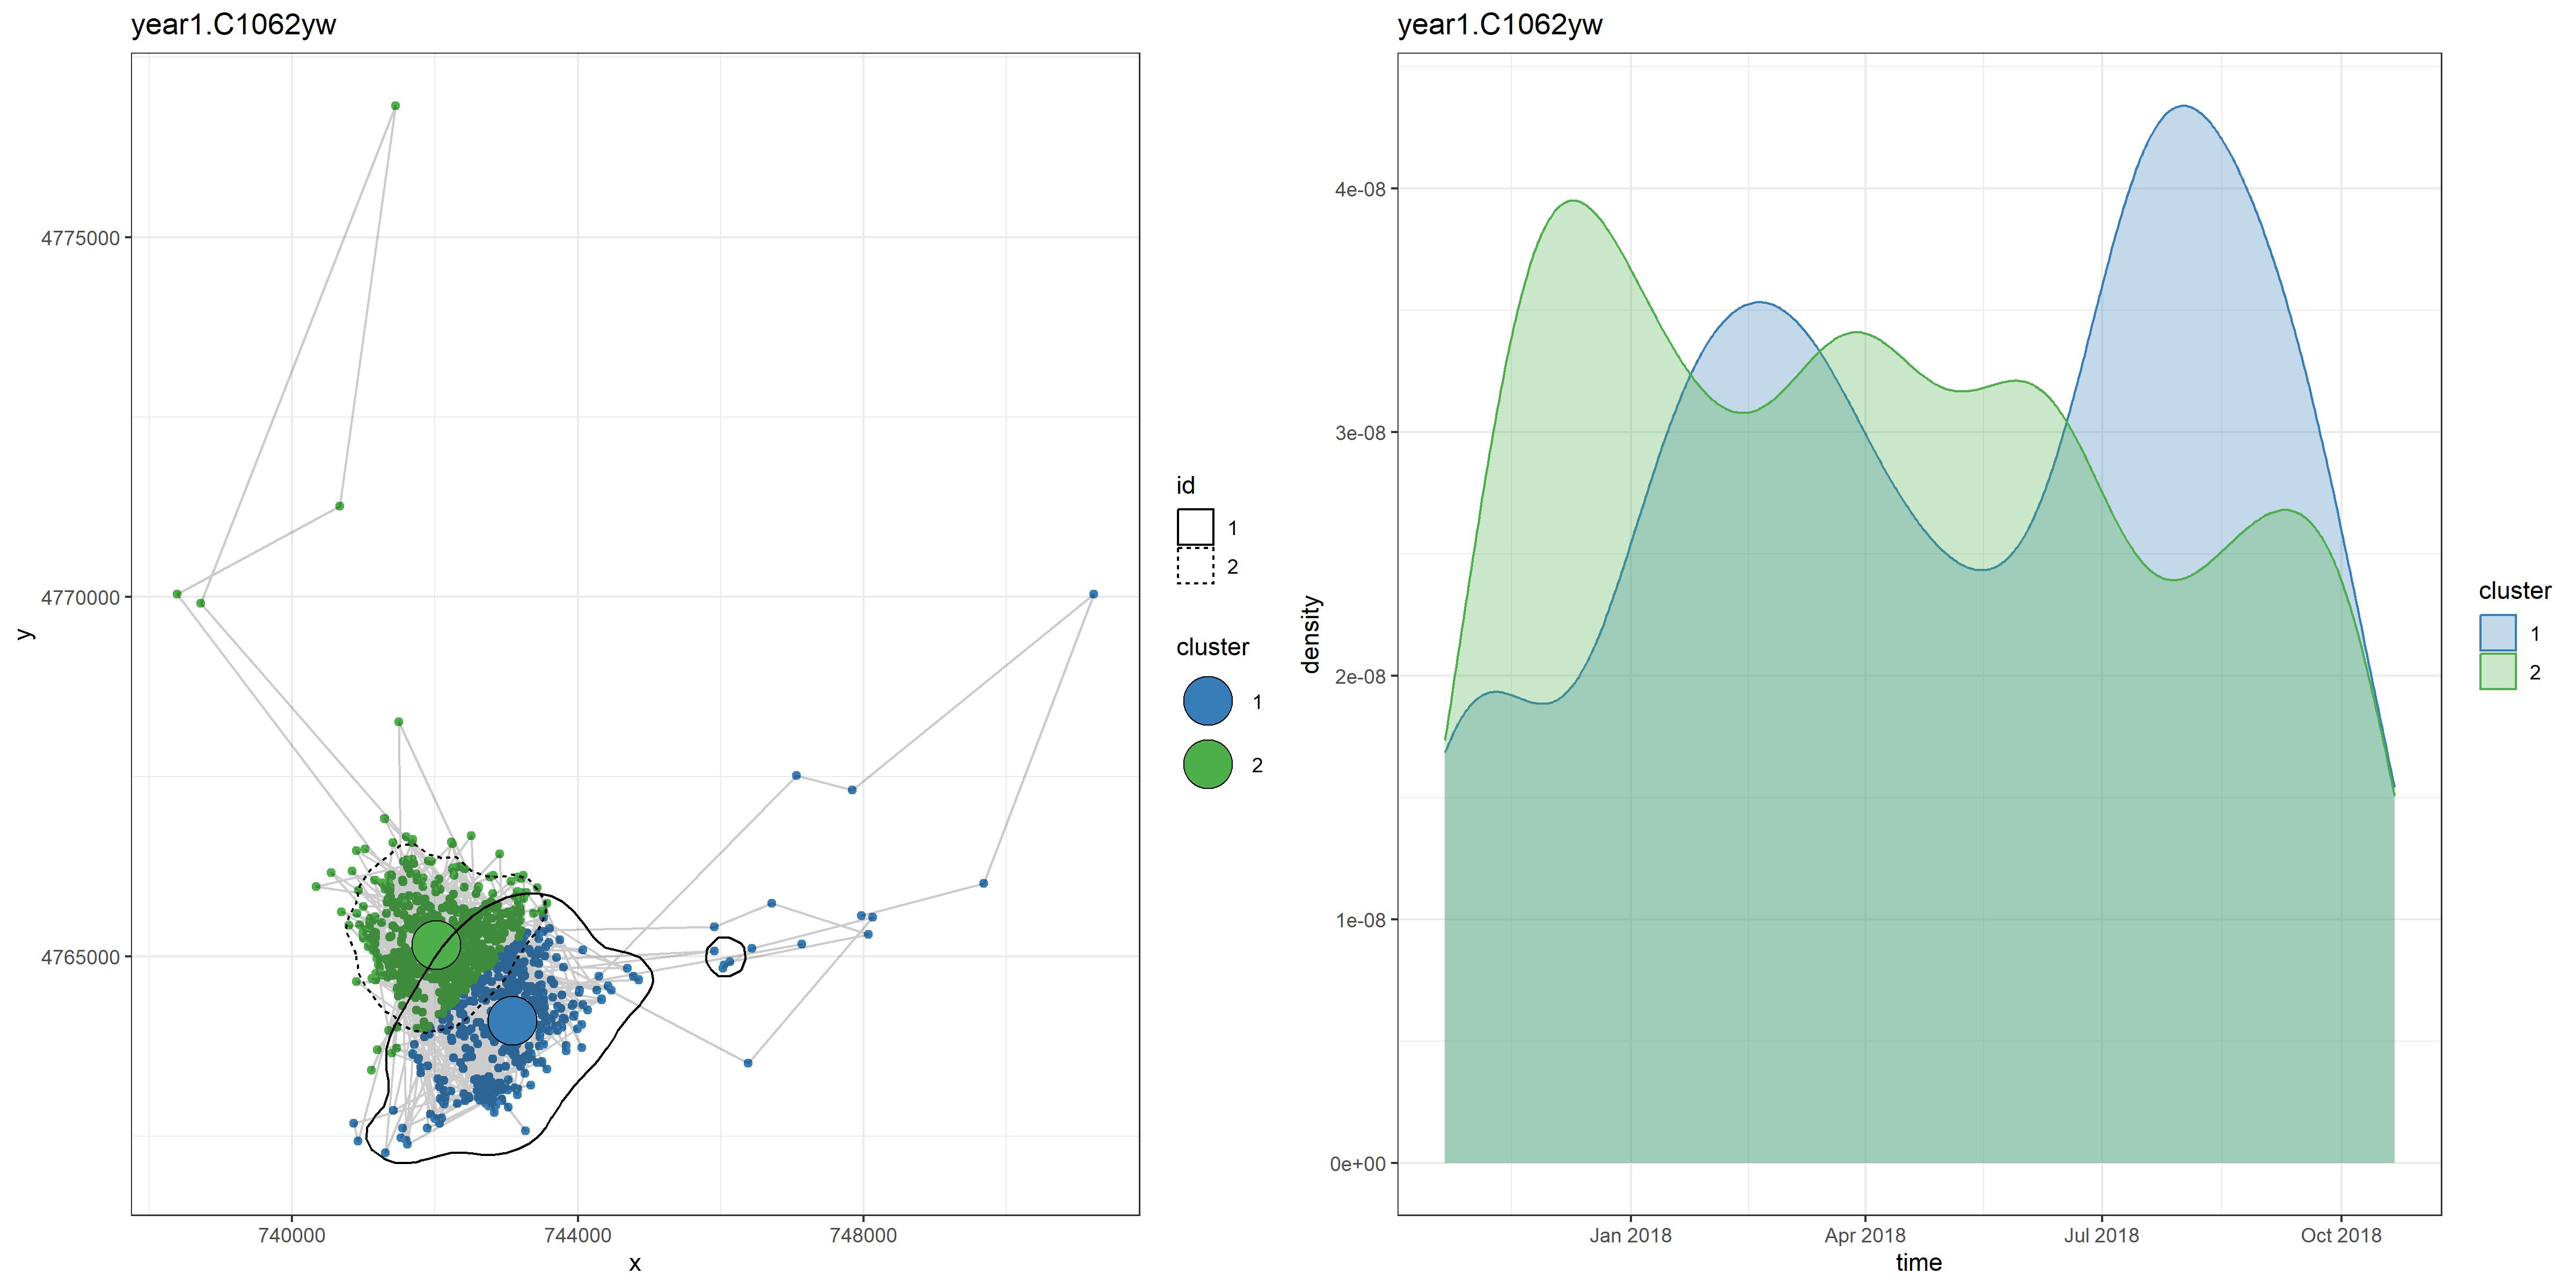 year1.C1062yw
4775000
4770000
4765000
y
740000
744000
748000
x
id
1
2
cluster
1
2
year1.C1062yw
4e-08
3e-08
2e-08
1e-08
0e+00
density
Jan 2018
Apr 2018
Jul 2018
Oct 2018
time
cluster
1
2